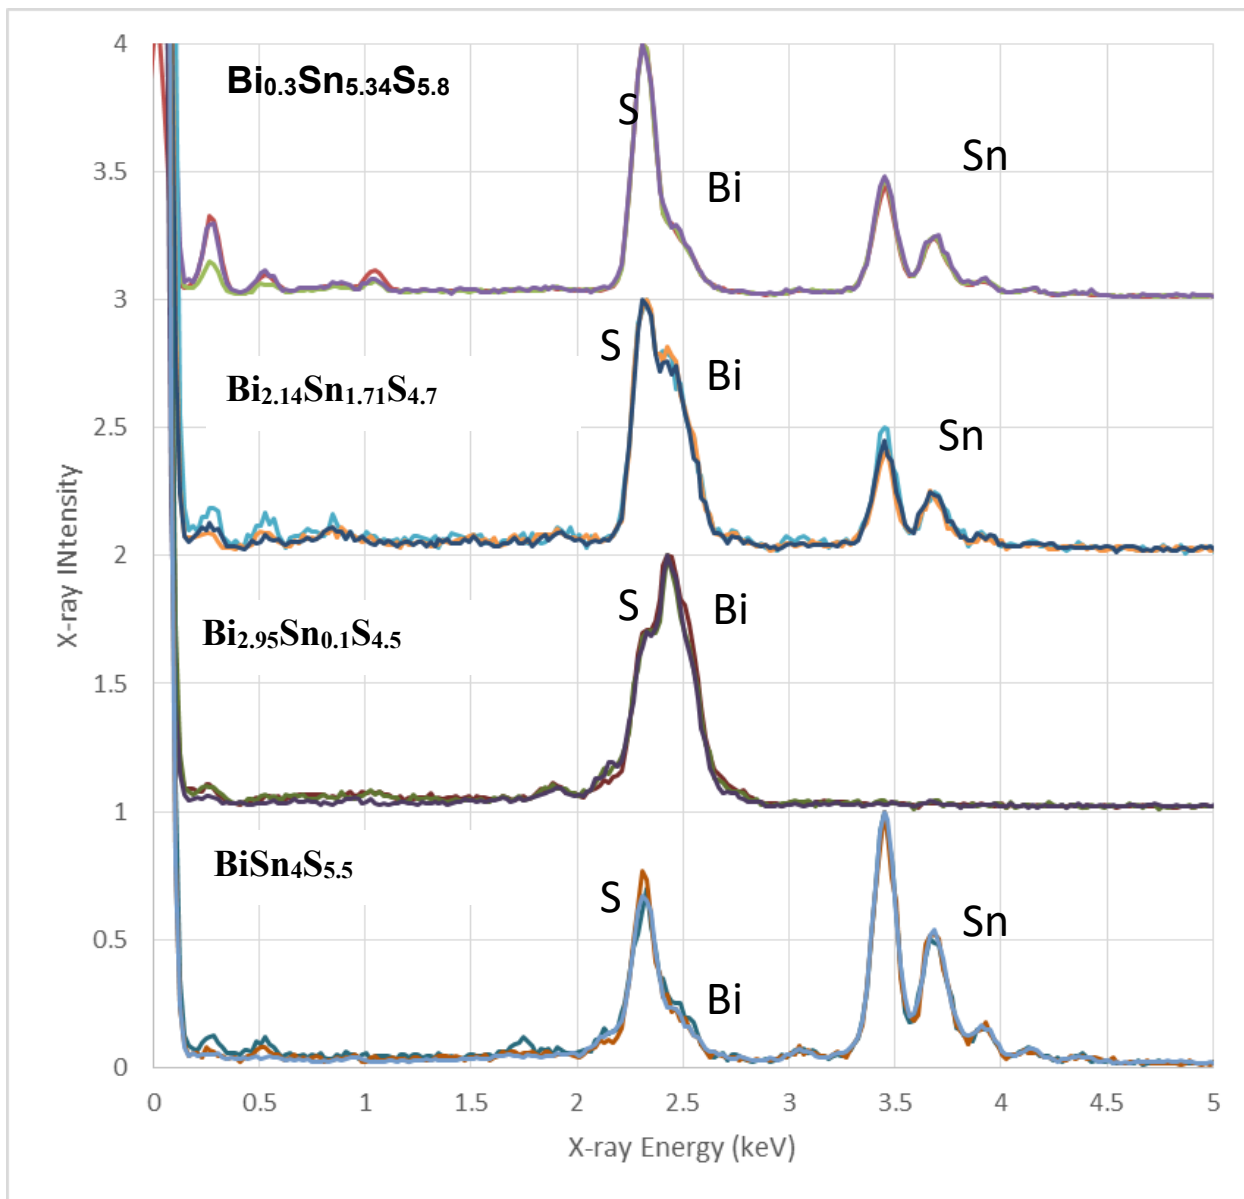 4
Bi0.3Sn5.34S5.8
S
Sn
3.5
Bi
3
S
Bi
Bi2.14Sn1.71S4.7
2.5
Sn
X-ray INtensity
2
S
Bi
Bi2.95Sn0.1S4.5
1.5
1
BiSn4S5.5
S
Sn
0.5
Bi
0
0 0.5 1 1.5 2 2.5 3 3.5 4 4.5 5
X-ray Energy (keV)